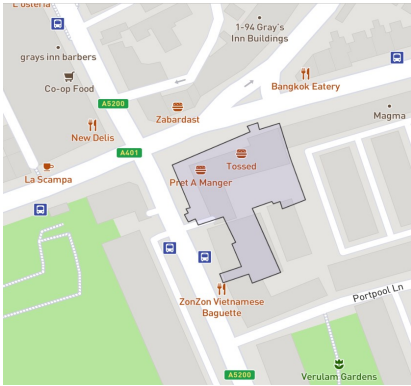 L'osteria
1-94 Gray's
Inn Buildings
grays inn barbers
Co-op Food
Bangkok Eatery
A5200
Zabardast
Magma
New Delis
A401
Tossed
La Scampa
Pret A Manger
Portpool Ln
ZonZon Vietnamese
Baguette
A5200
Verulam Gardens